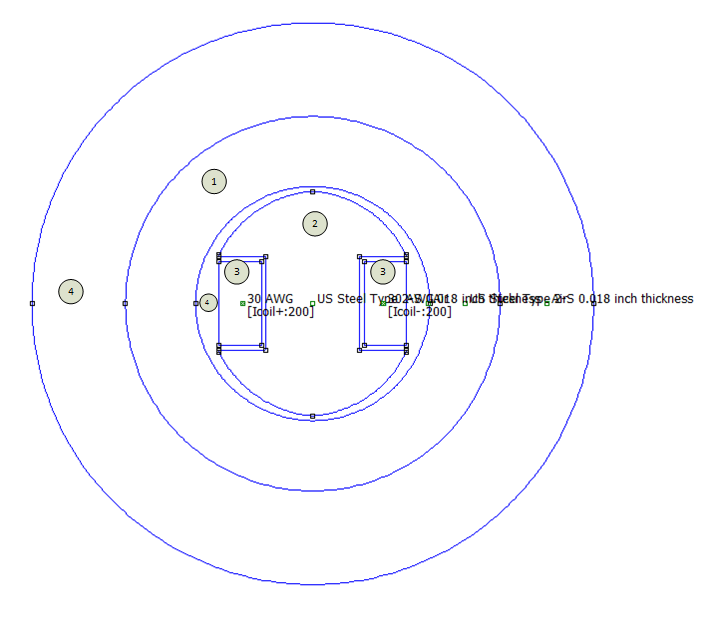 1
2
3
3
4
4
30 AWG
US Steel Type 2-S 0.018 inch thickness
30 AWG
US Steel Type 2-S 0.018 inch thickness
[Icoil+:200]
[Icoil-:200]